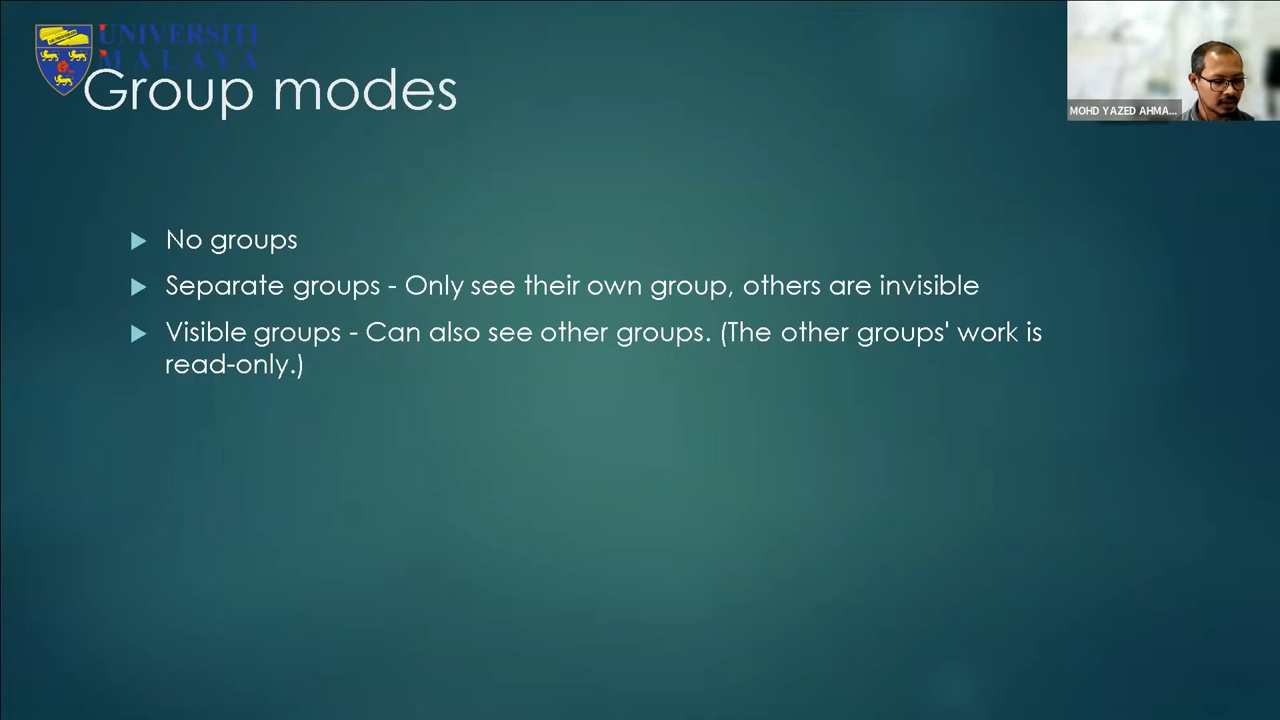 UNIVERSITI
MALAYA
Group modes
MOHD YAZED AHMA...
No groups
Separate groups - Only see their own group, others are invisible
Visible groups - Can also see other groups. (The other groups' work is
read-only.)